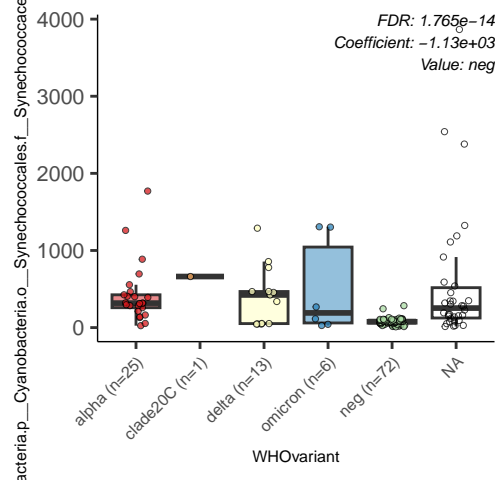 FDR: 1.765e−14
Coefficient: −1.13e+03
Value: neg
4000
3000
2000
1000
0
acteria.p__Cyanobacteria.o__Synechococcales.f__Synechococcace
alpha (n=25)
clade20C (n=1)
delta (n=13)
omicron (n=6)
neg (n=72)
NA
WHOvariant